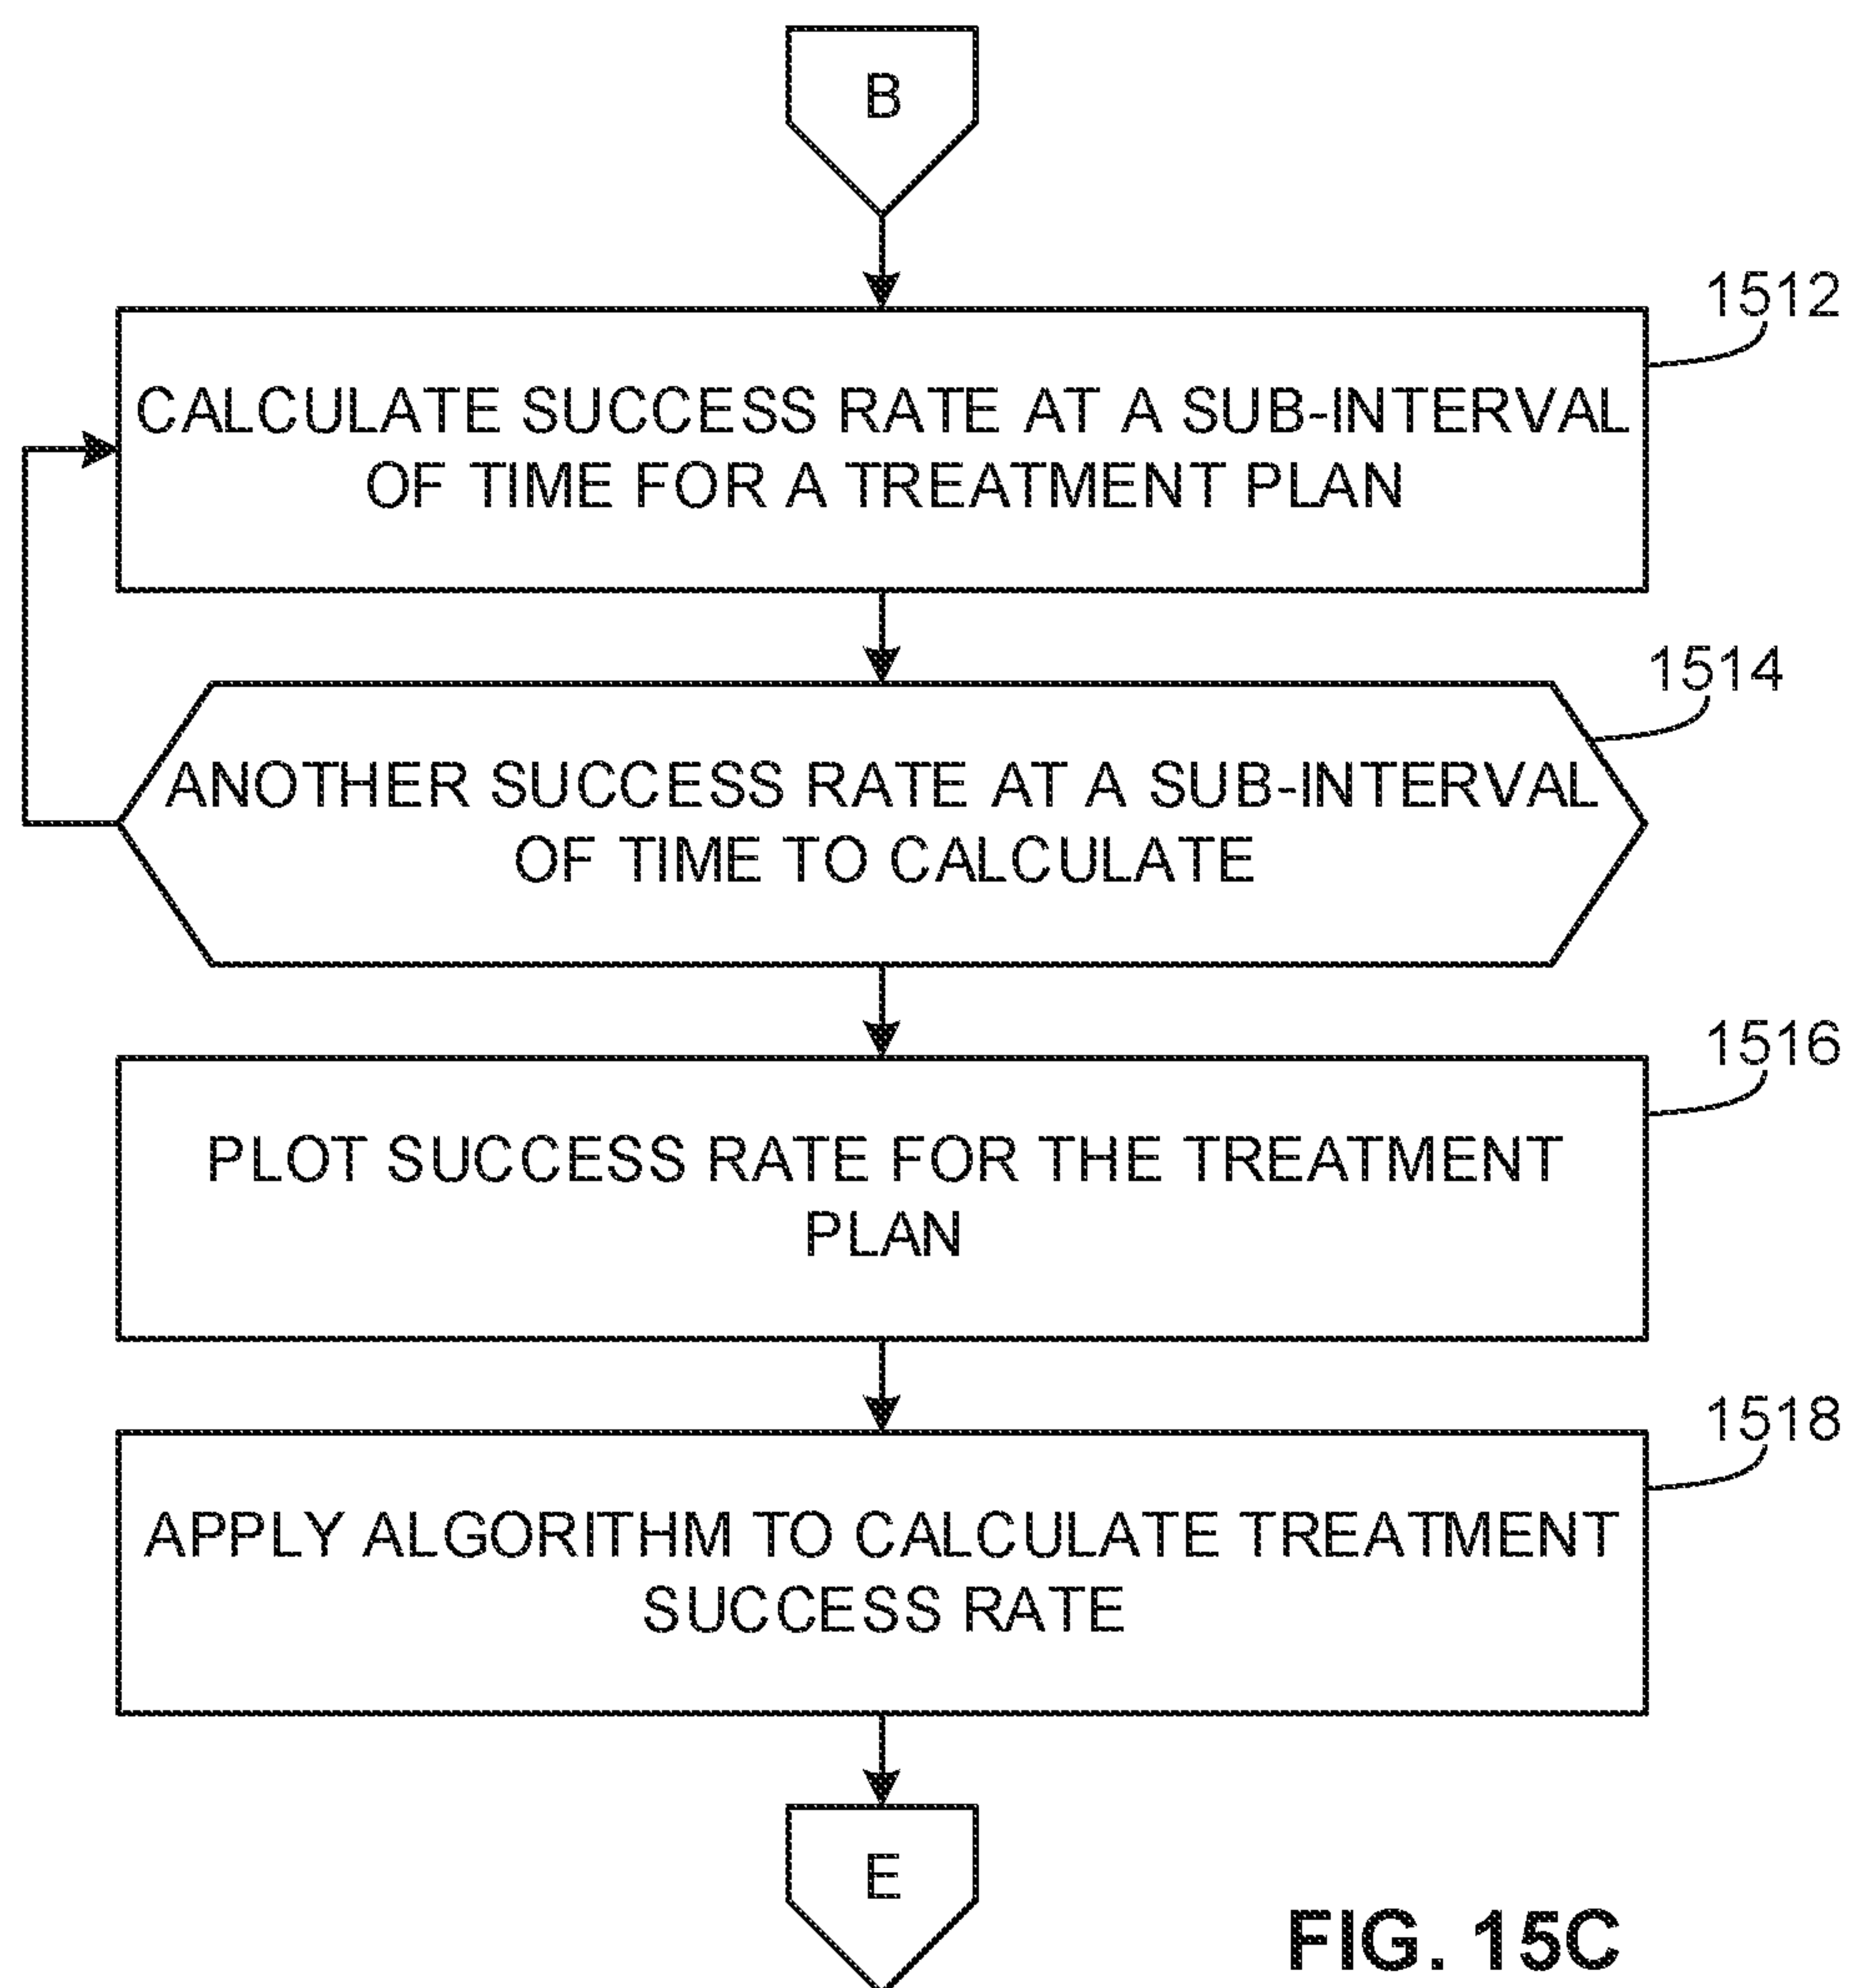 B
1512
CALCULATE SUCCESS RATE AT A SUB-INTERVAL
OF TIME FOR A TREATMENT PLAN
1514
ANOTHER SUCCESS RATE AT A SUB-INTERVAL
OF TIME TO CALCULATE
1516
PLOT SUCCESS RATE FOR THE TREATMENT
PLAN
1518
APPLY ALGORITHM TO CALCULATE TREATMENT
SUCCESS RATE
E
FIG. 15C